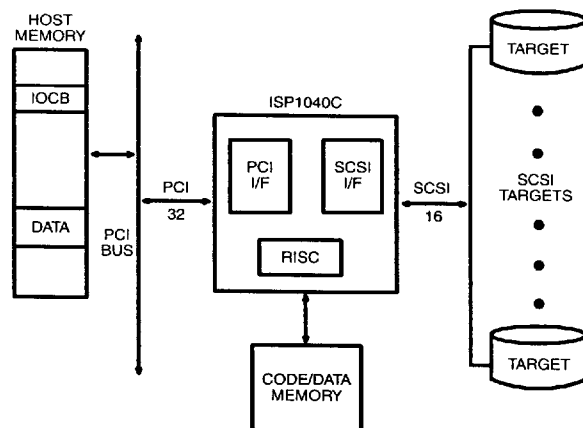 HOST
MEMORY
IOCB
DATA
PCI
BUS
PCI
32
ISP1040C
PCI
I/F
SCSI
I/F
RISC
CODE/DATA
MEMORY
SCSI
16
TARGET
SCSI
TARGETS
TARGET